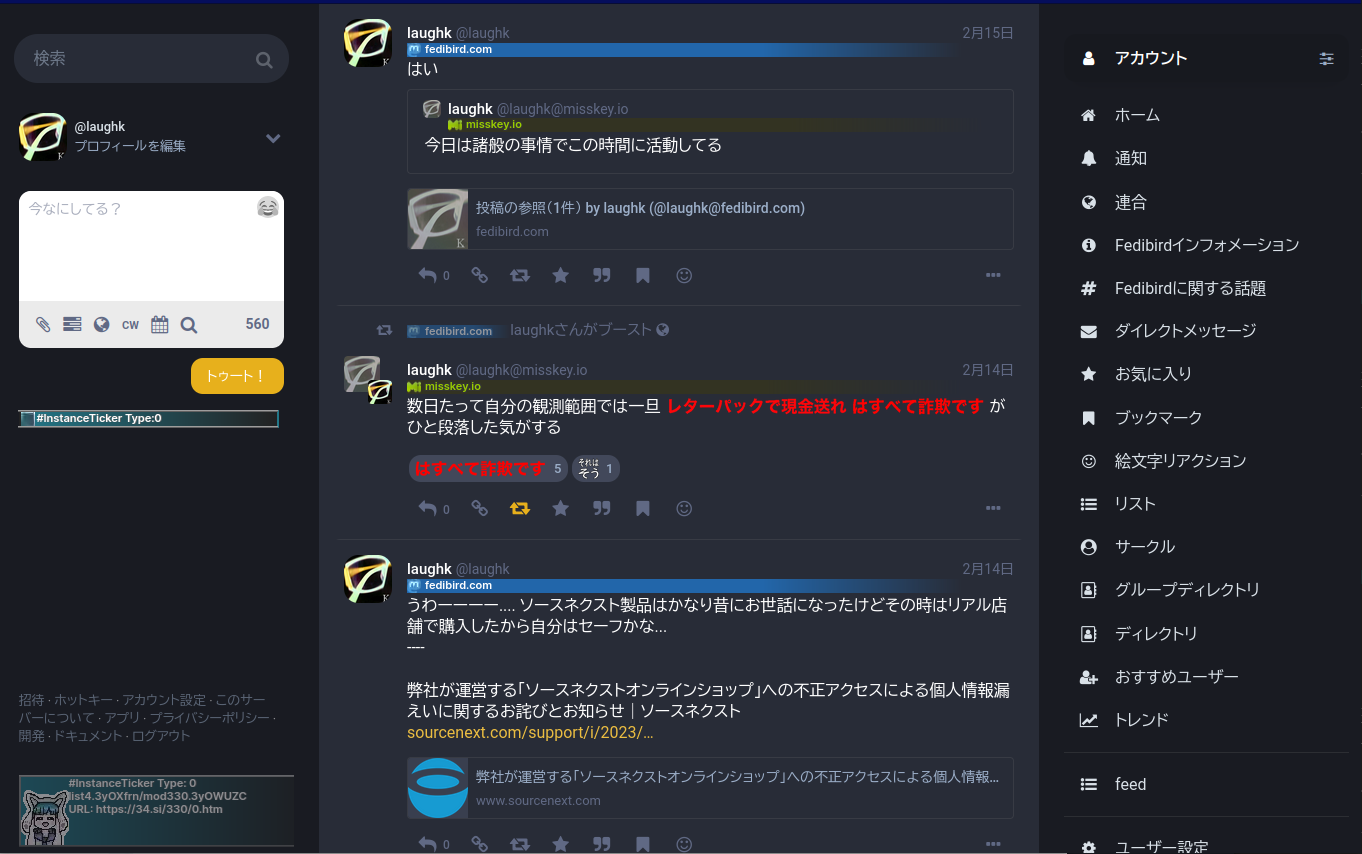 検索
@laughk
プロフィールを編集
今なにしてる？
CW
560
トゥート！
#InstanceTicker Type:0
招待 · ホットキー · アカウント設定 · このサー
バーについて · アプリ · プライバシーポリシー ·
開発 · ドキュメント · ログアウト
#InstanceTicker Type: 0
list4.3yOXfrn/mod330.3yOWUZC
URL: https://34.si/330/0.htm
laughk @laughk 2月15日
fedibird.com
はい
laughk @laughk@misskey.io
misskey.io
今日は諸般の事情でこの時間に活動してる
投稿の参照（1件） by laughk (@laughk@fedibird.com)
fedibird.com
0
fedibird.com laughkさんがブースト
laughk @laughk@misskey.io 2月14日
misskey.io
数日たって自分の観測範囲では一旦 レターパックで現金送れ はすべて詐欺です が
ひと段落した気がする
はすべて詐欺です 5 それはそう 1
0
laughk @laughk 2月14日
fedibird.com
うわーーーー.... ソースネクスト製品はかなり昔にお世話になったけどその時はリアル店
舗で購入したから自分はセーフかな...
----
弊社が運営する「ソースネクストオンラインショップ」への不正アクセスによる個人情報漏
えいに関するお詫びとお知らせ｜ソースネクスト
sourcenext.com/support/i/2023/…
弊社が運営する「ソースネクストオンラインショップ」への不正アクセスによる個人情報...
www.sourcenext.com
0
アカウント
ホーム
通知
連合
Fedibirdインフォメーション
Fedibirdに関する話題
ダイレクトメッセージ
お気に入り
ブックマーク
絵文字リアクション
リスト
サークル
グループディレクトリ
ディレクトリ
おすすめユーザー
トレンド
feed
ユーザー設定